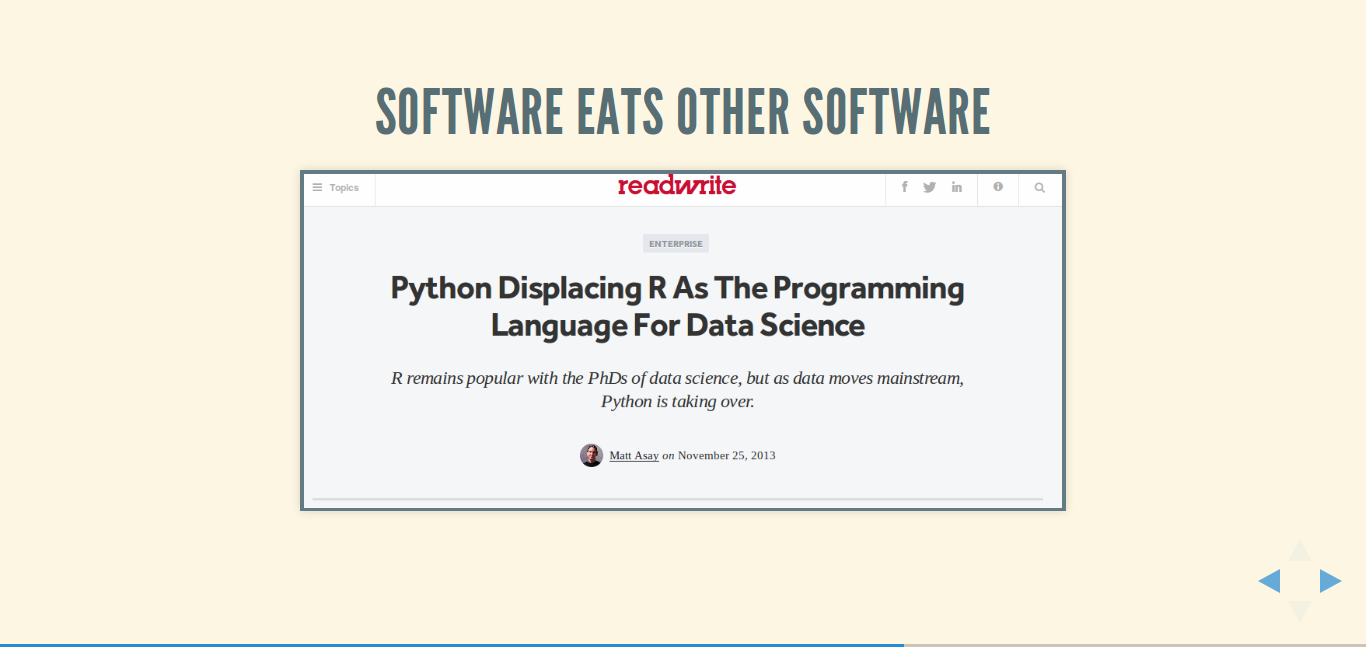 SOFTWARE EATS OTHER SOFTWARE
Topics
readwrite
ENTERPRISE
Python Displacing R As The Programming
Language For Data Science
R remains popular with the PhDs of data science, but as data moves mainstream,
Python is taking over.
Matt Asay on November 25, 2013